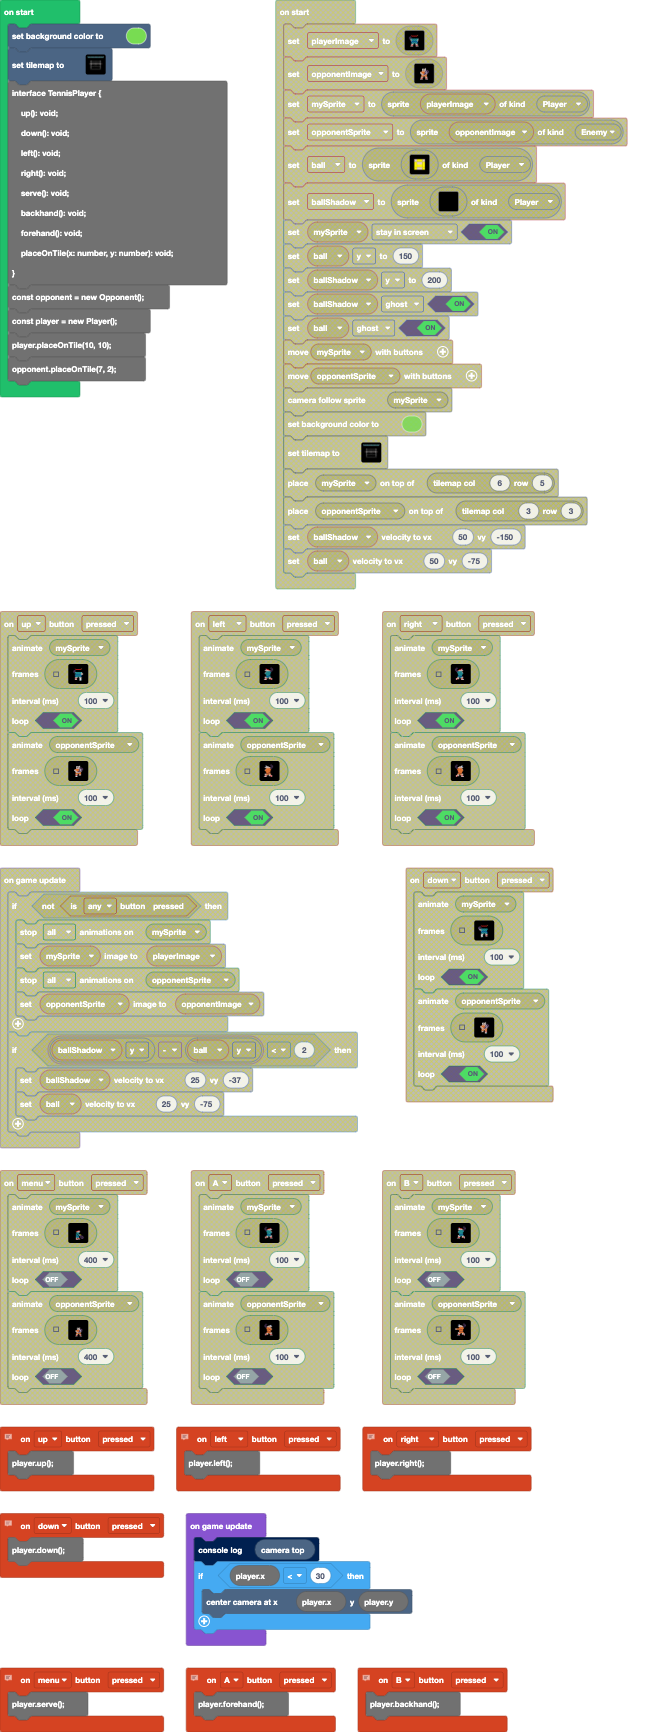 on start
set background color to
set tilemap to
interface TennisPlayer {
up(): void;
down(): void;
left(): void;
right(): void;
serve(): void;
backhand(): void;
forehand(): void;
placeOnTile(x: number, y: number): void;
}
const opponent = new Opponent();
const player = new Player();
player.placeOnTile(10, 10);
opponent.placeOnTile(7, 2);
on start
set playerImage to
set opponentImage to
set mySprite to sprite playerImage of kind Player
set opponentSprite to sprite opponentImage of kind Enemy
set ball to sprite of kind Player
set ballShadow to sprite of kind Player
set mySprite stay in screen ON
set ball y to 150
set ballShadow y to 200
set ballShadow ghost ON
set ball ghost ON
move mySprite with buttons
move opponentSprite with buttons
camera follow sprite mySprite
set background color to
set tilemap to
place mySprite on top of tilemap col 6 row 5
place opponentSprite on top of tilemap col 3 row 3
set ballShadow velocity to vx 50 vy -150
set ball velocity to vx 50 vy -75
on up button pressed
animate mySprite
frames
interval (ms) 100
loop ON
animate opponentSprite
frames
interval (ms) 100
loop ON
on left button pressed
animate mySprite
frames
interval (ms) 100
loop ON
animate opponentSprite
frames
interval (ms) 100
loop ON
on right button pressed
animate mySprite
frames
interval (ms) 100
loop ON
animate opponentSprite
frames
interval (ms) 100
loop ON
on game update
if not is any button pressed then
stop all animations on mySprite
set mySprite image to playerImage
stop all animations on opponentSprite
set opponentSprite image to opponentImage
if ballShadow y - ball y < 2 then
set ballShadow velocity to vx 25 vy -37
set ball velocity to vx 25 vy -75
on down button pressed
animate mySprite
frames
interval (ms) 100
loop ON
animate opponentSprite
frames
interval (ms) 100
loop ON
on menu button pressed
animate mySprite
frames
interval (ms) 400
loop OFF
animate opponentSprite
frames
interval (ms) 400
loop OFF
on A button pressed
animate mySprite
frames
interval (ms) 100
loop OFF
animate opponentSprite
frames
interval (ms) 100
loop OFF
on B button pressed
animate mySprite
frames
interval (ms) 100
loop OFF
animate opponentSprite
frames
interval (ms) 100
loop OFF
on up button pressed
player.up();
on left button pressed
player.left();
on right button pressed
player.right();
on down button pressed
player.down();
on game update
console log camera top
if player.x < 30 then
center camera at x player.x y player.y
on menu button pressed
player.serve();
on A button pressed
player.forehand();
on B button pressed
player.backhand();